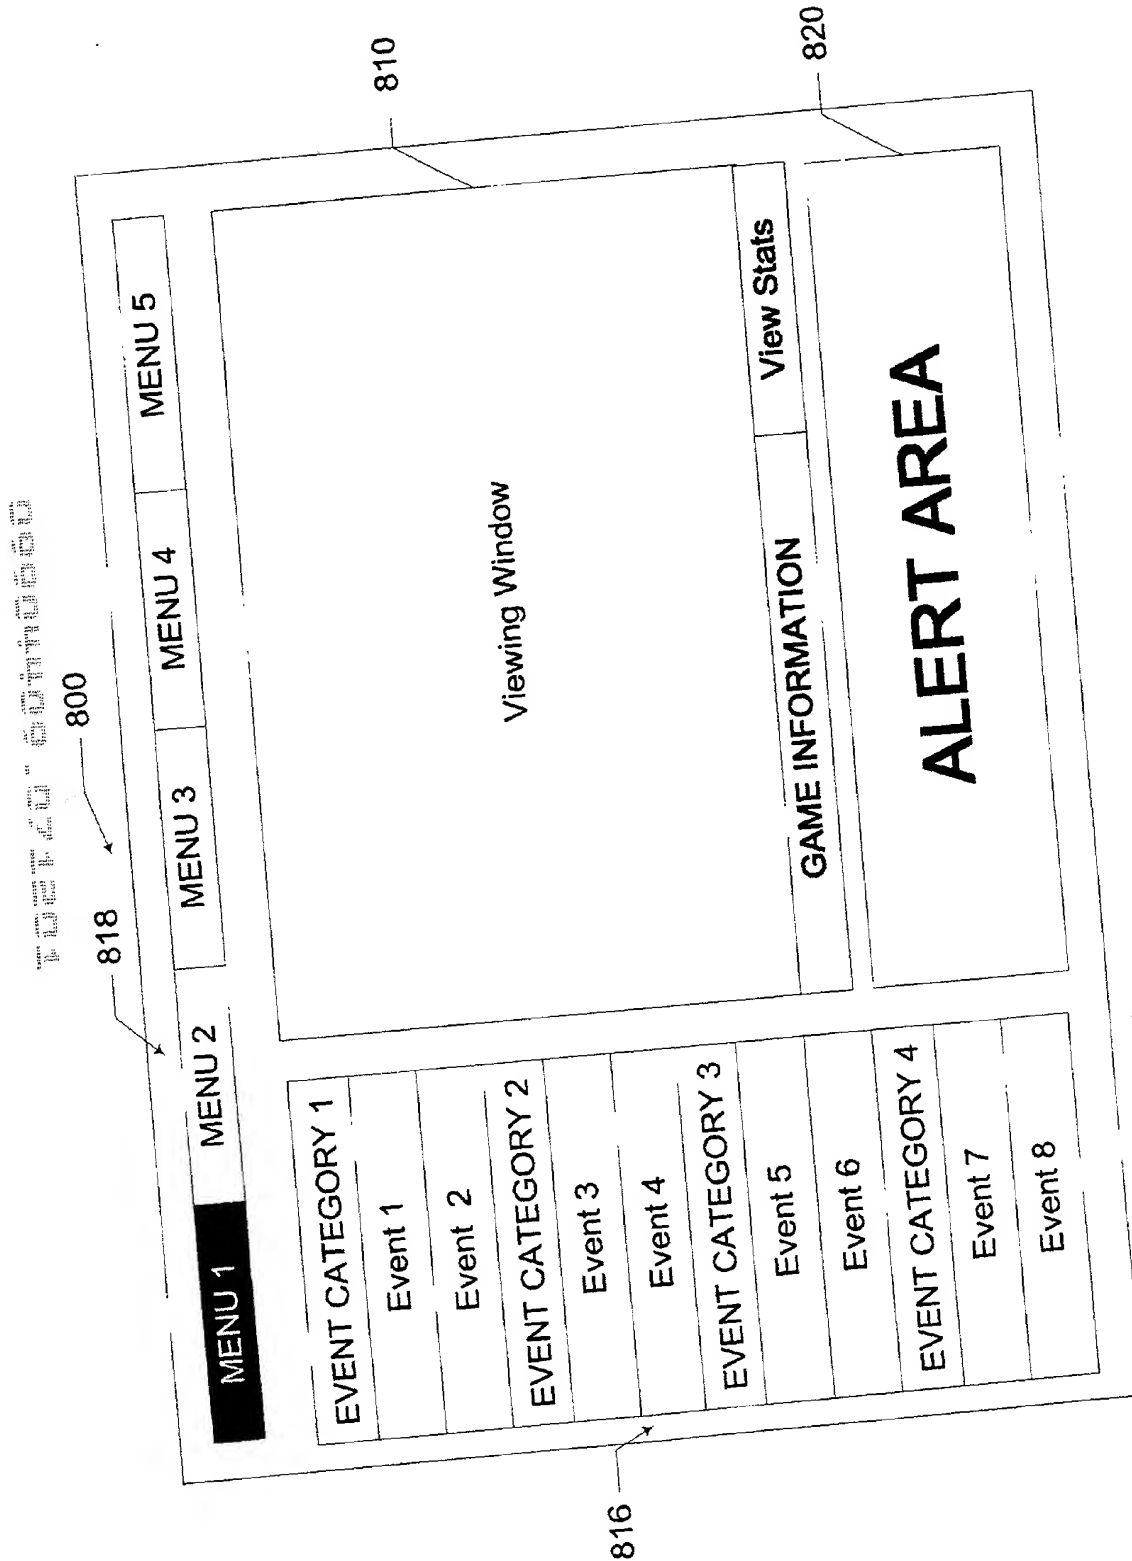 800
818
MENU 1
MENU 2
MENU 3
MENU 4
MENU 5
810
EVENT CATEGORY 1
Event 1
Event 2
EVENT CATEGORY 2
Event 3
Event 4
EVENT CATEGORY 3
Event 5
Event 6
EVENT CATEGORY 4
Event 7
Event 8
816
Viewing Window
GAME INFORMATION
View Stats
820
ALERT AREA